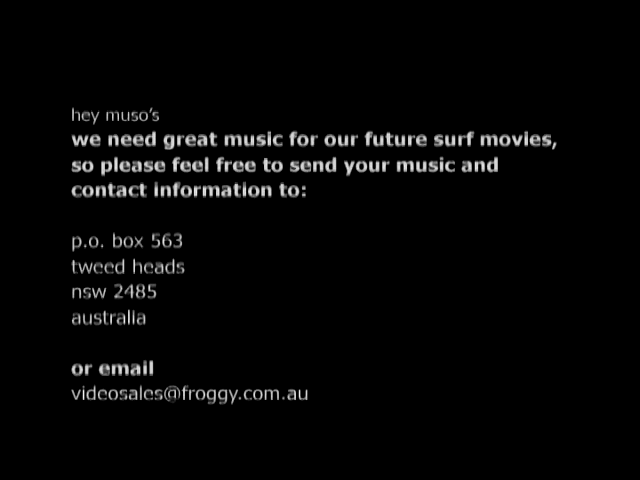 hey muso's
we need great music for our future surf movies,
so please feel free to send your music and
contact information to:
p.o. box 563
tweed heads
nsw 2485
australia
or email
videosales@froggy.com.au